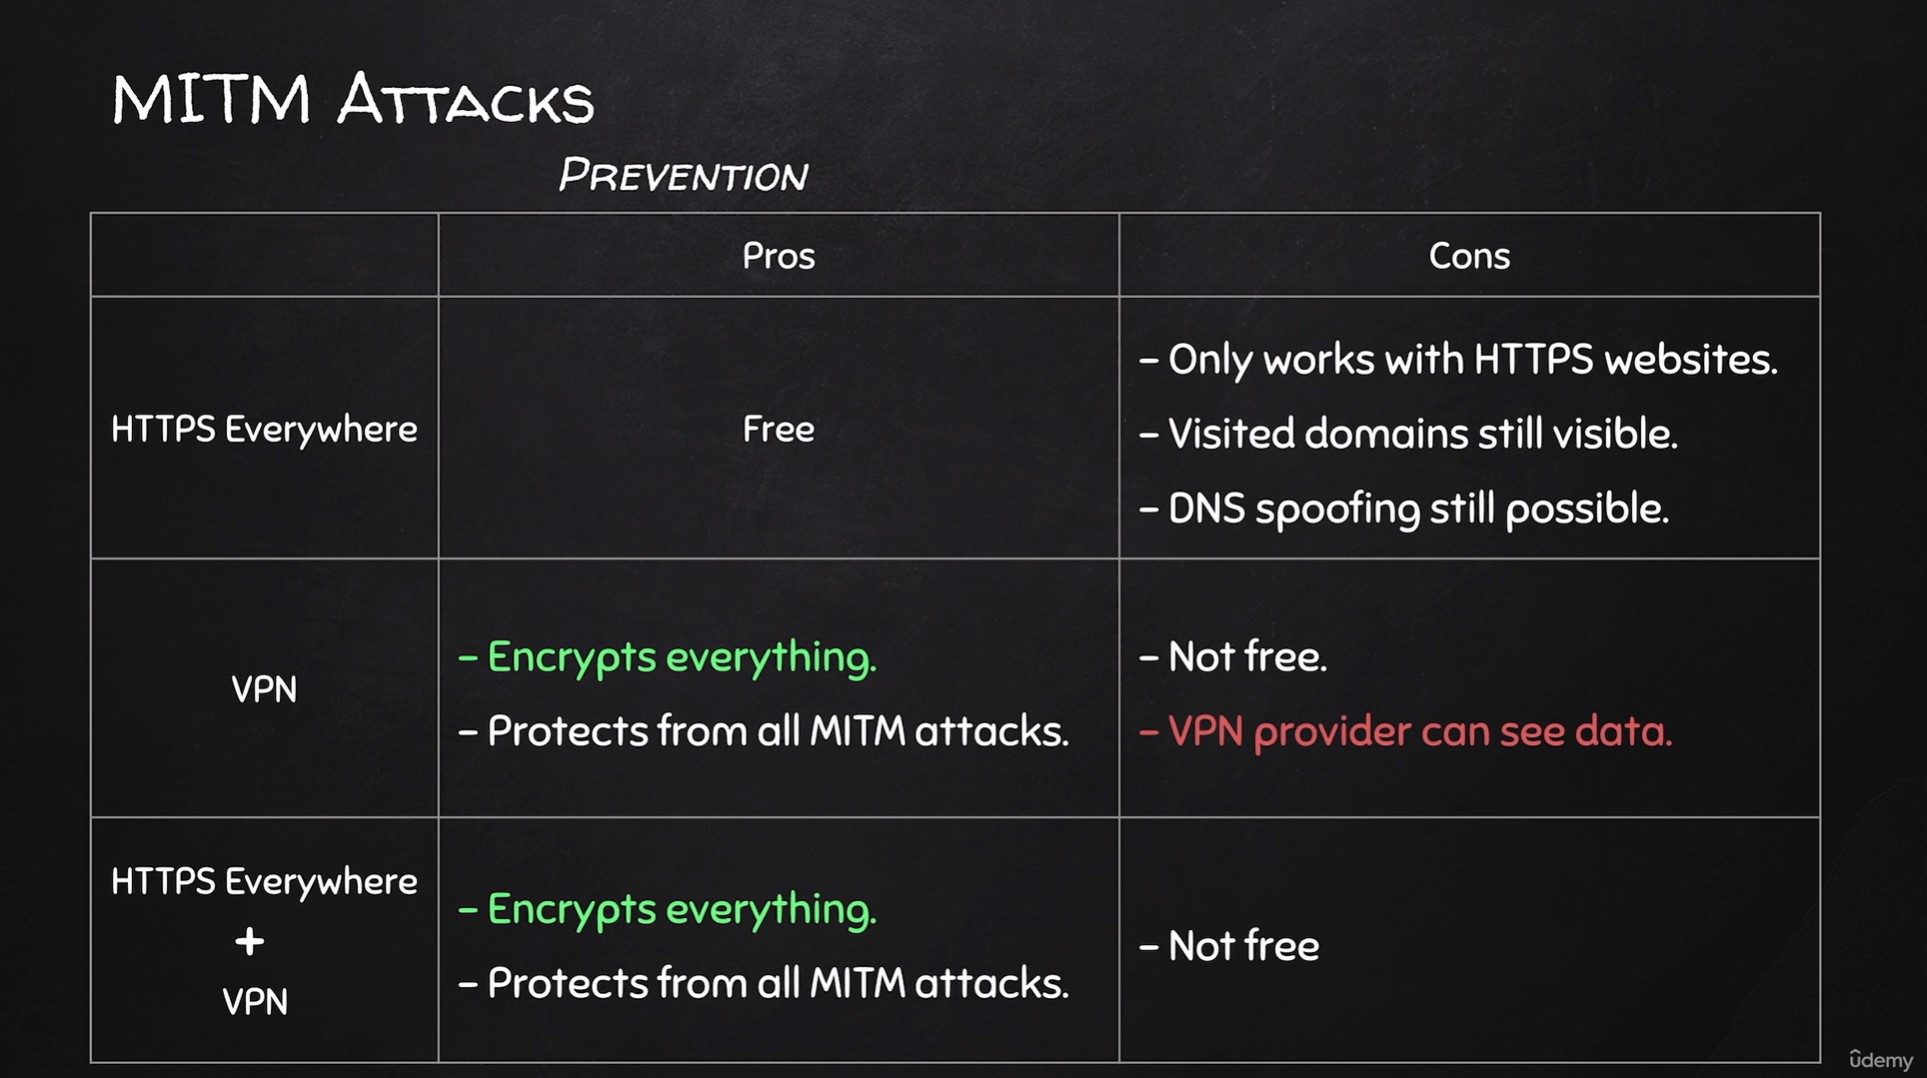 MITM Attacks
Prevention
Pros
Cons
HTTPS Everywhere
Free
– Only works with HTTPS websites.
– Visited domains still visible.
– DNS spoofing still possible.
VPN
– Encrypts everything.
– Protects from all MITM attacks.
– Not free.
– VPN provider can see data.
HTTPS Everywhere
+
VPN
– Encrypts everything.
– Protects from all MITM attacks.
– Not free
ûdemy